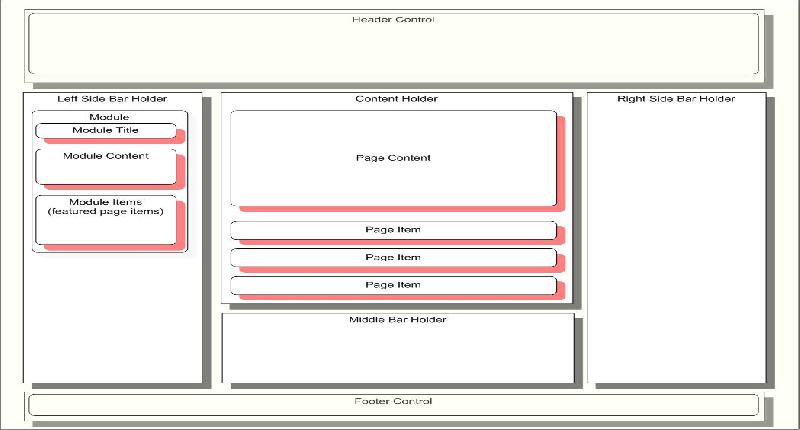 Header Control
Left Side Bar Holder
Module
Module Title
Module Content
Module Items
(featured page items)
Content Holder
Page Content
Page Item
Page Item
Page Item
Middle Bar Holder
Right Side Bar Holder
Footer Control